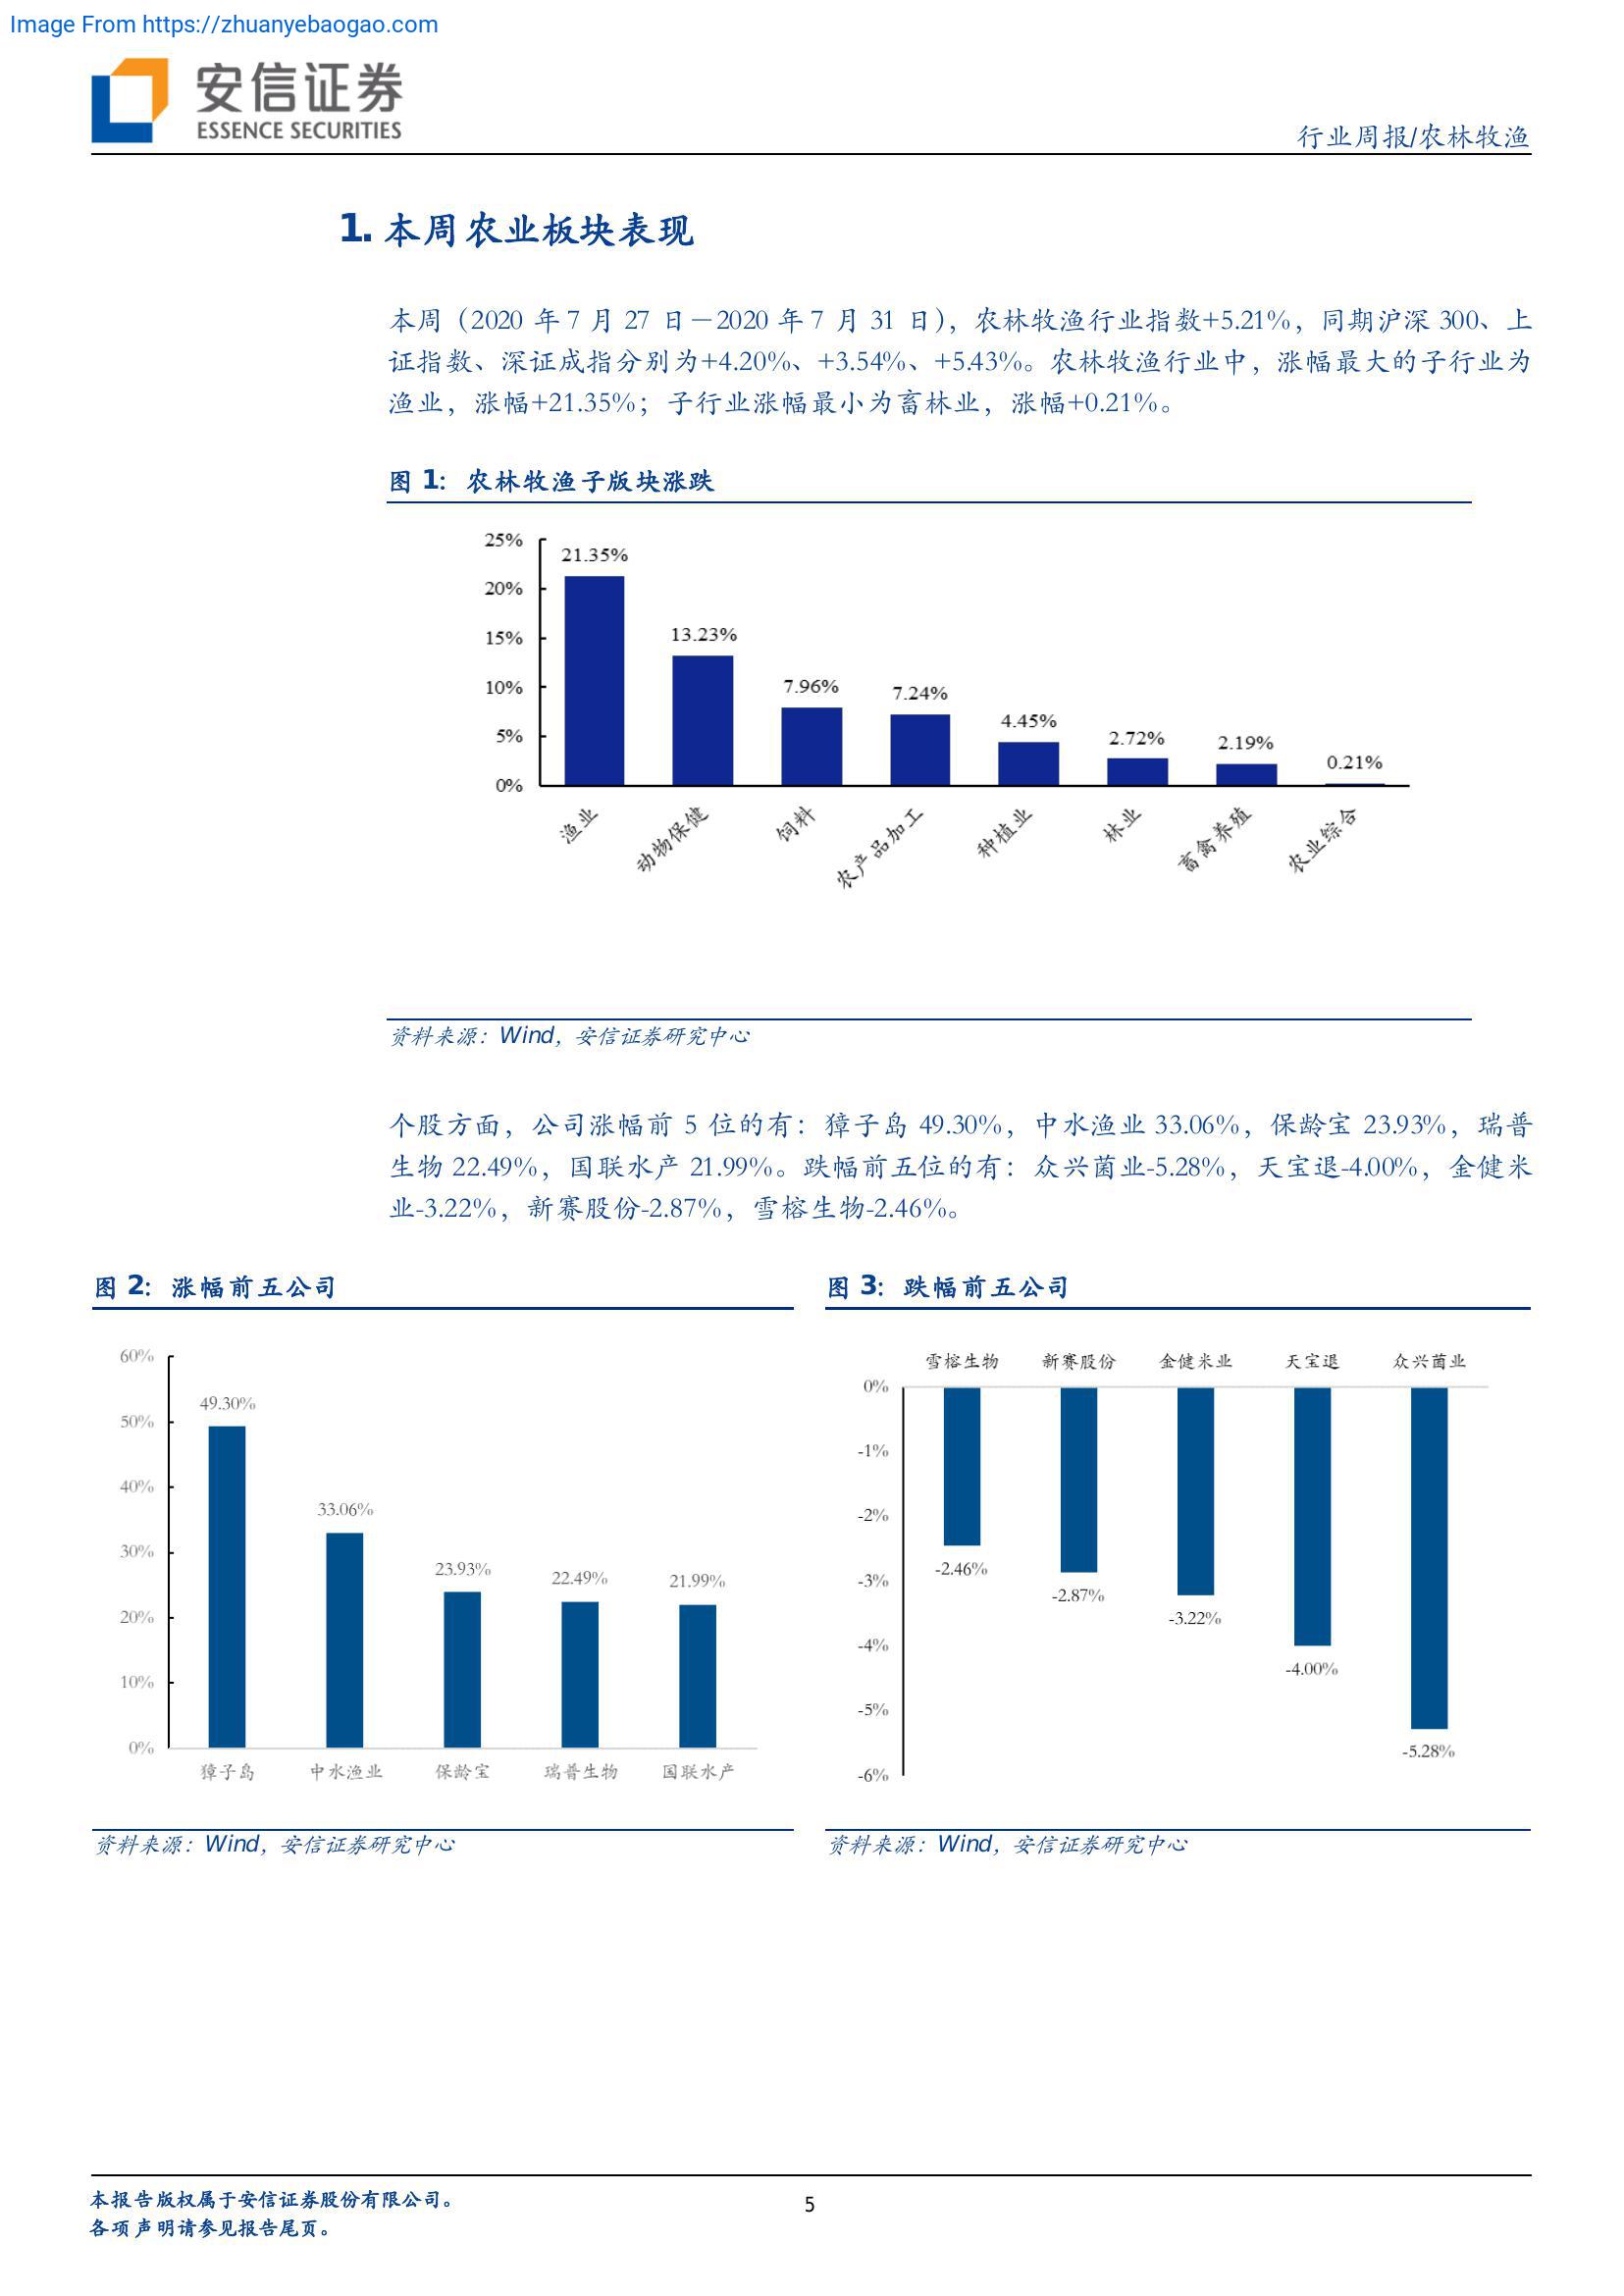 Image From https://zhuanyebaogao.com
安信证券
ESSENCE SECURITIES
行业周报/农林牧渔
1. 本周农业板块表现
本周（2020 年 7 月 27 日－2020 年 7 月 31 日），农林牧渔行业指数+5.21%，同期沪深 300、上
证指数、深证成指分别为+4.20%、+3.54%、+5.43%。农林牧渔行业中，涨幅最大的子行业为
渔业，涨幅+21.35%；子行业涨幅最小为畜林业，涨幅+0.21%。
图 1：农林牧渔子版块涨跌
25%
20%
15%
10%
5%
0%
21.35%
13.23%
7.96%
7.24%
4.45%
2.72%
2.19%
0.21%
渔业
动物保健
饲料
农产品加工
种植业
林业
畜禽养殖
农业综合
资料来源：Wind，安信证券研究中心
个股方面，公司涨幅前 5 位的有：獐子岛 49.30%，中水渔业 33.06%，保龄宝 23.93%，瑞普
生物 22.49%，国联水产 21.99%。跌幅前五位的有：众兴菌业-5.28%，天宝退-4.00%，金健米
业-3.22%，新赛股份-2.87%，雪榕生物-2.46%。
图 2：涨幅前五公司
60%
50%
40%
30%
20%
10%
0%
49.30%
33.06%
23.93%
22.49%
21.99%
獐子岛
中水渔业
保龄宝
瑞普生物
国联水产
资料来源：Wind，安信证券研究中心
图 3：跌幅前五公司
雪榕生物
新赛股份
金健米业
天宝退
众兴菌业
0%
-1%
-2%
-3%
-4%
-5%
-6%
-2.46%
-2.87%
-3.22%
-4.00%
-5.28%
资料来源：Wind，安信证券研究中心
本报告版权属于安信证券股份有限公司。
各项声明请参见报告尾页。
5